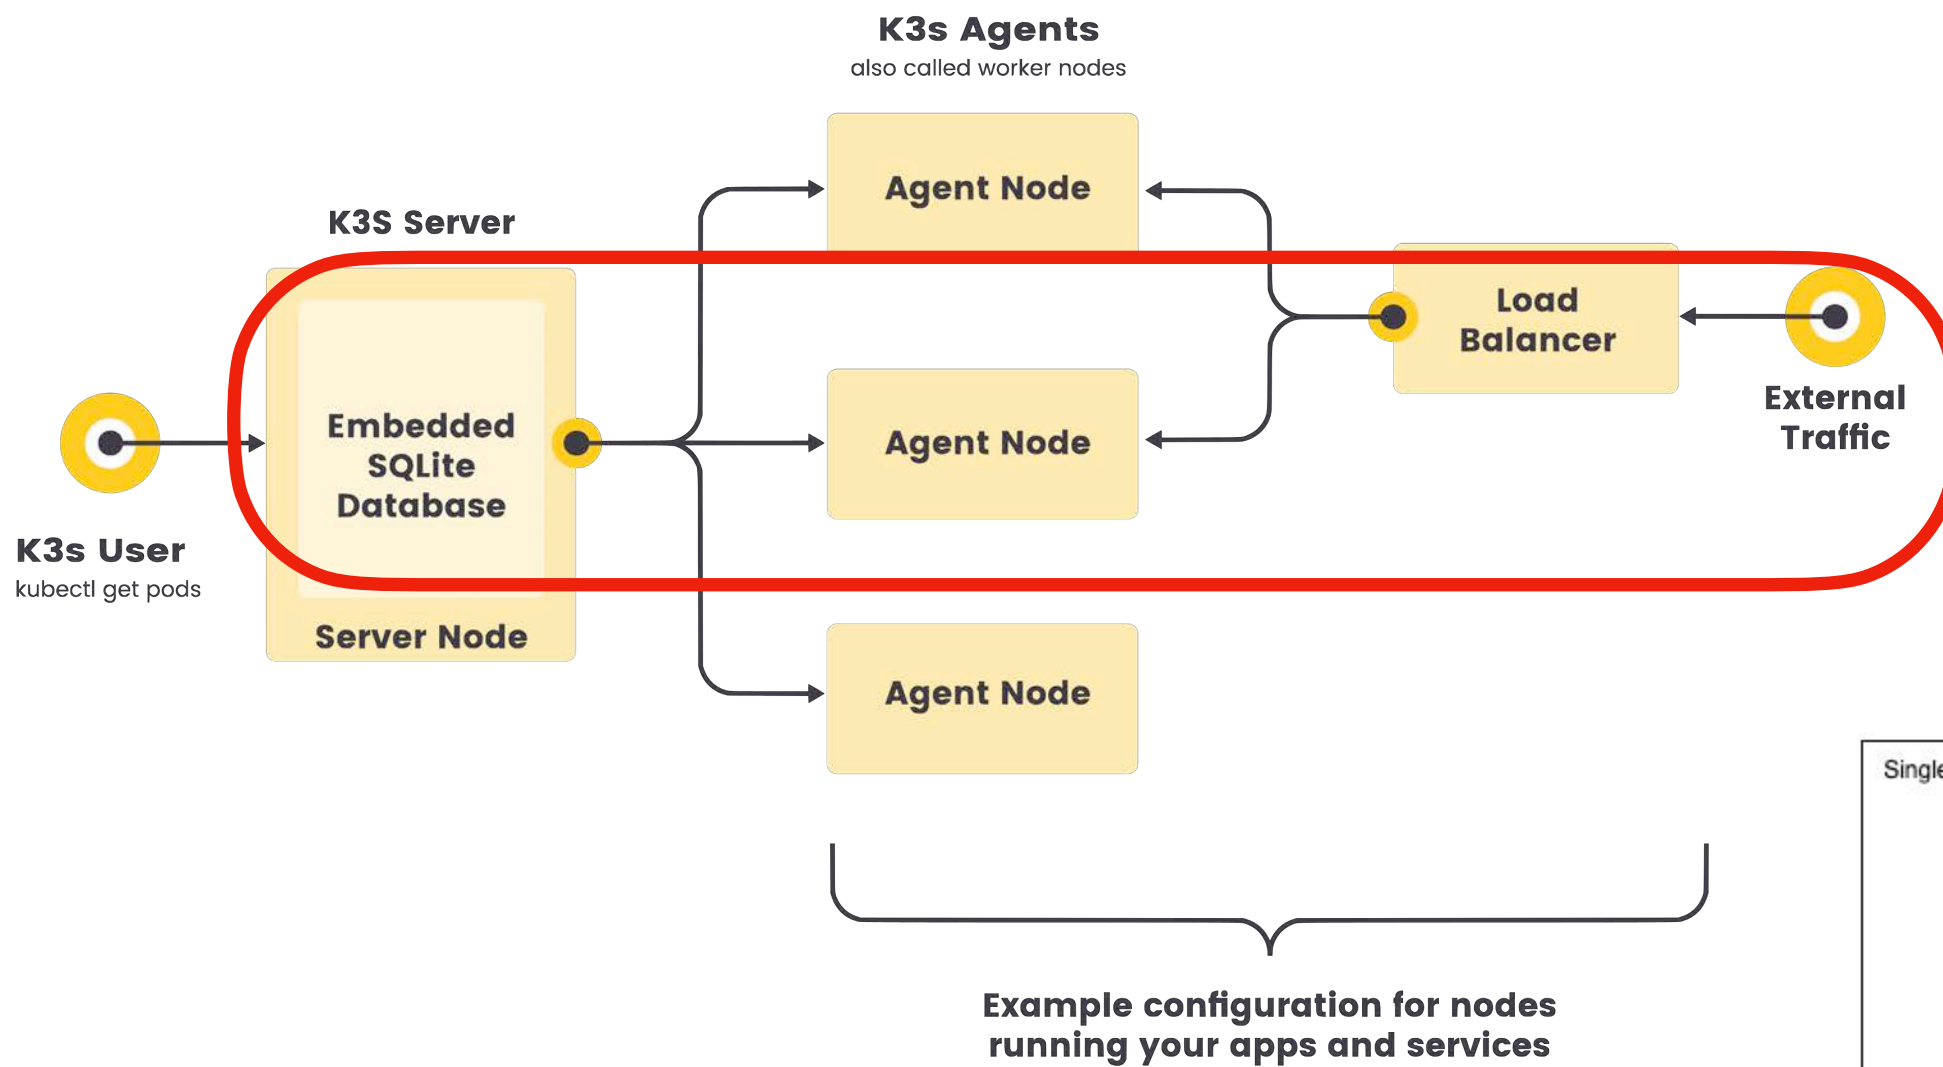 K3s Agents
also called worker nodes
Agent Node
K3S Server
Load
Balancer
External
Traffic
Embedded
SQLite
Database
Agent Node
K3s User
kubectl get pods
Server Node
Agent Node
Single
Example configuration for nodes
running your apps and services